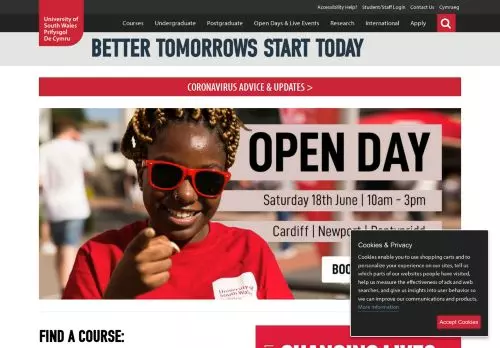 Accessibility Help? Student/Staff Login Contact Us Cymraeg
University of
South Wales
Prifysgol
De Cymru
Courses Undergraduate Postgraduate Open Days & Live Events Research International Apply
BETTER TOMORROWS START TODAY
CORONAVIRUS ADVICE & UPDATES >
OPEN DAY
Saturday 18th June | 10am - 3pm
Cardiff | Newport |
University of
South Wales
BOO
Cookies & Privacy
Cookies enable you to use shopping carts and to
personalize your experience on our sites, tell us
which parts of our websites people have visited,
help us measure the effectiveness of ads and web
searches, and give us insights into user behavior so
we can improve our communications and products.
More Information
Accept Cookies
FIND A COURSE:
CHANGING LIVES